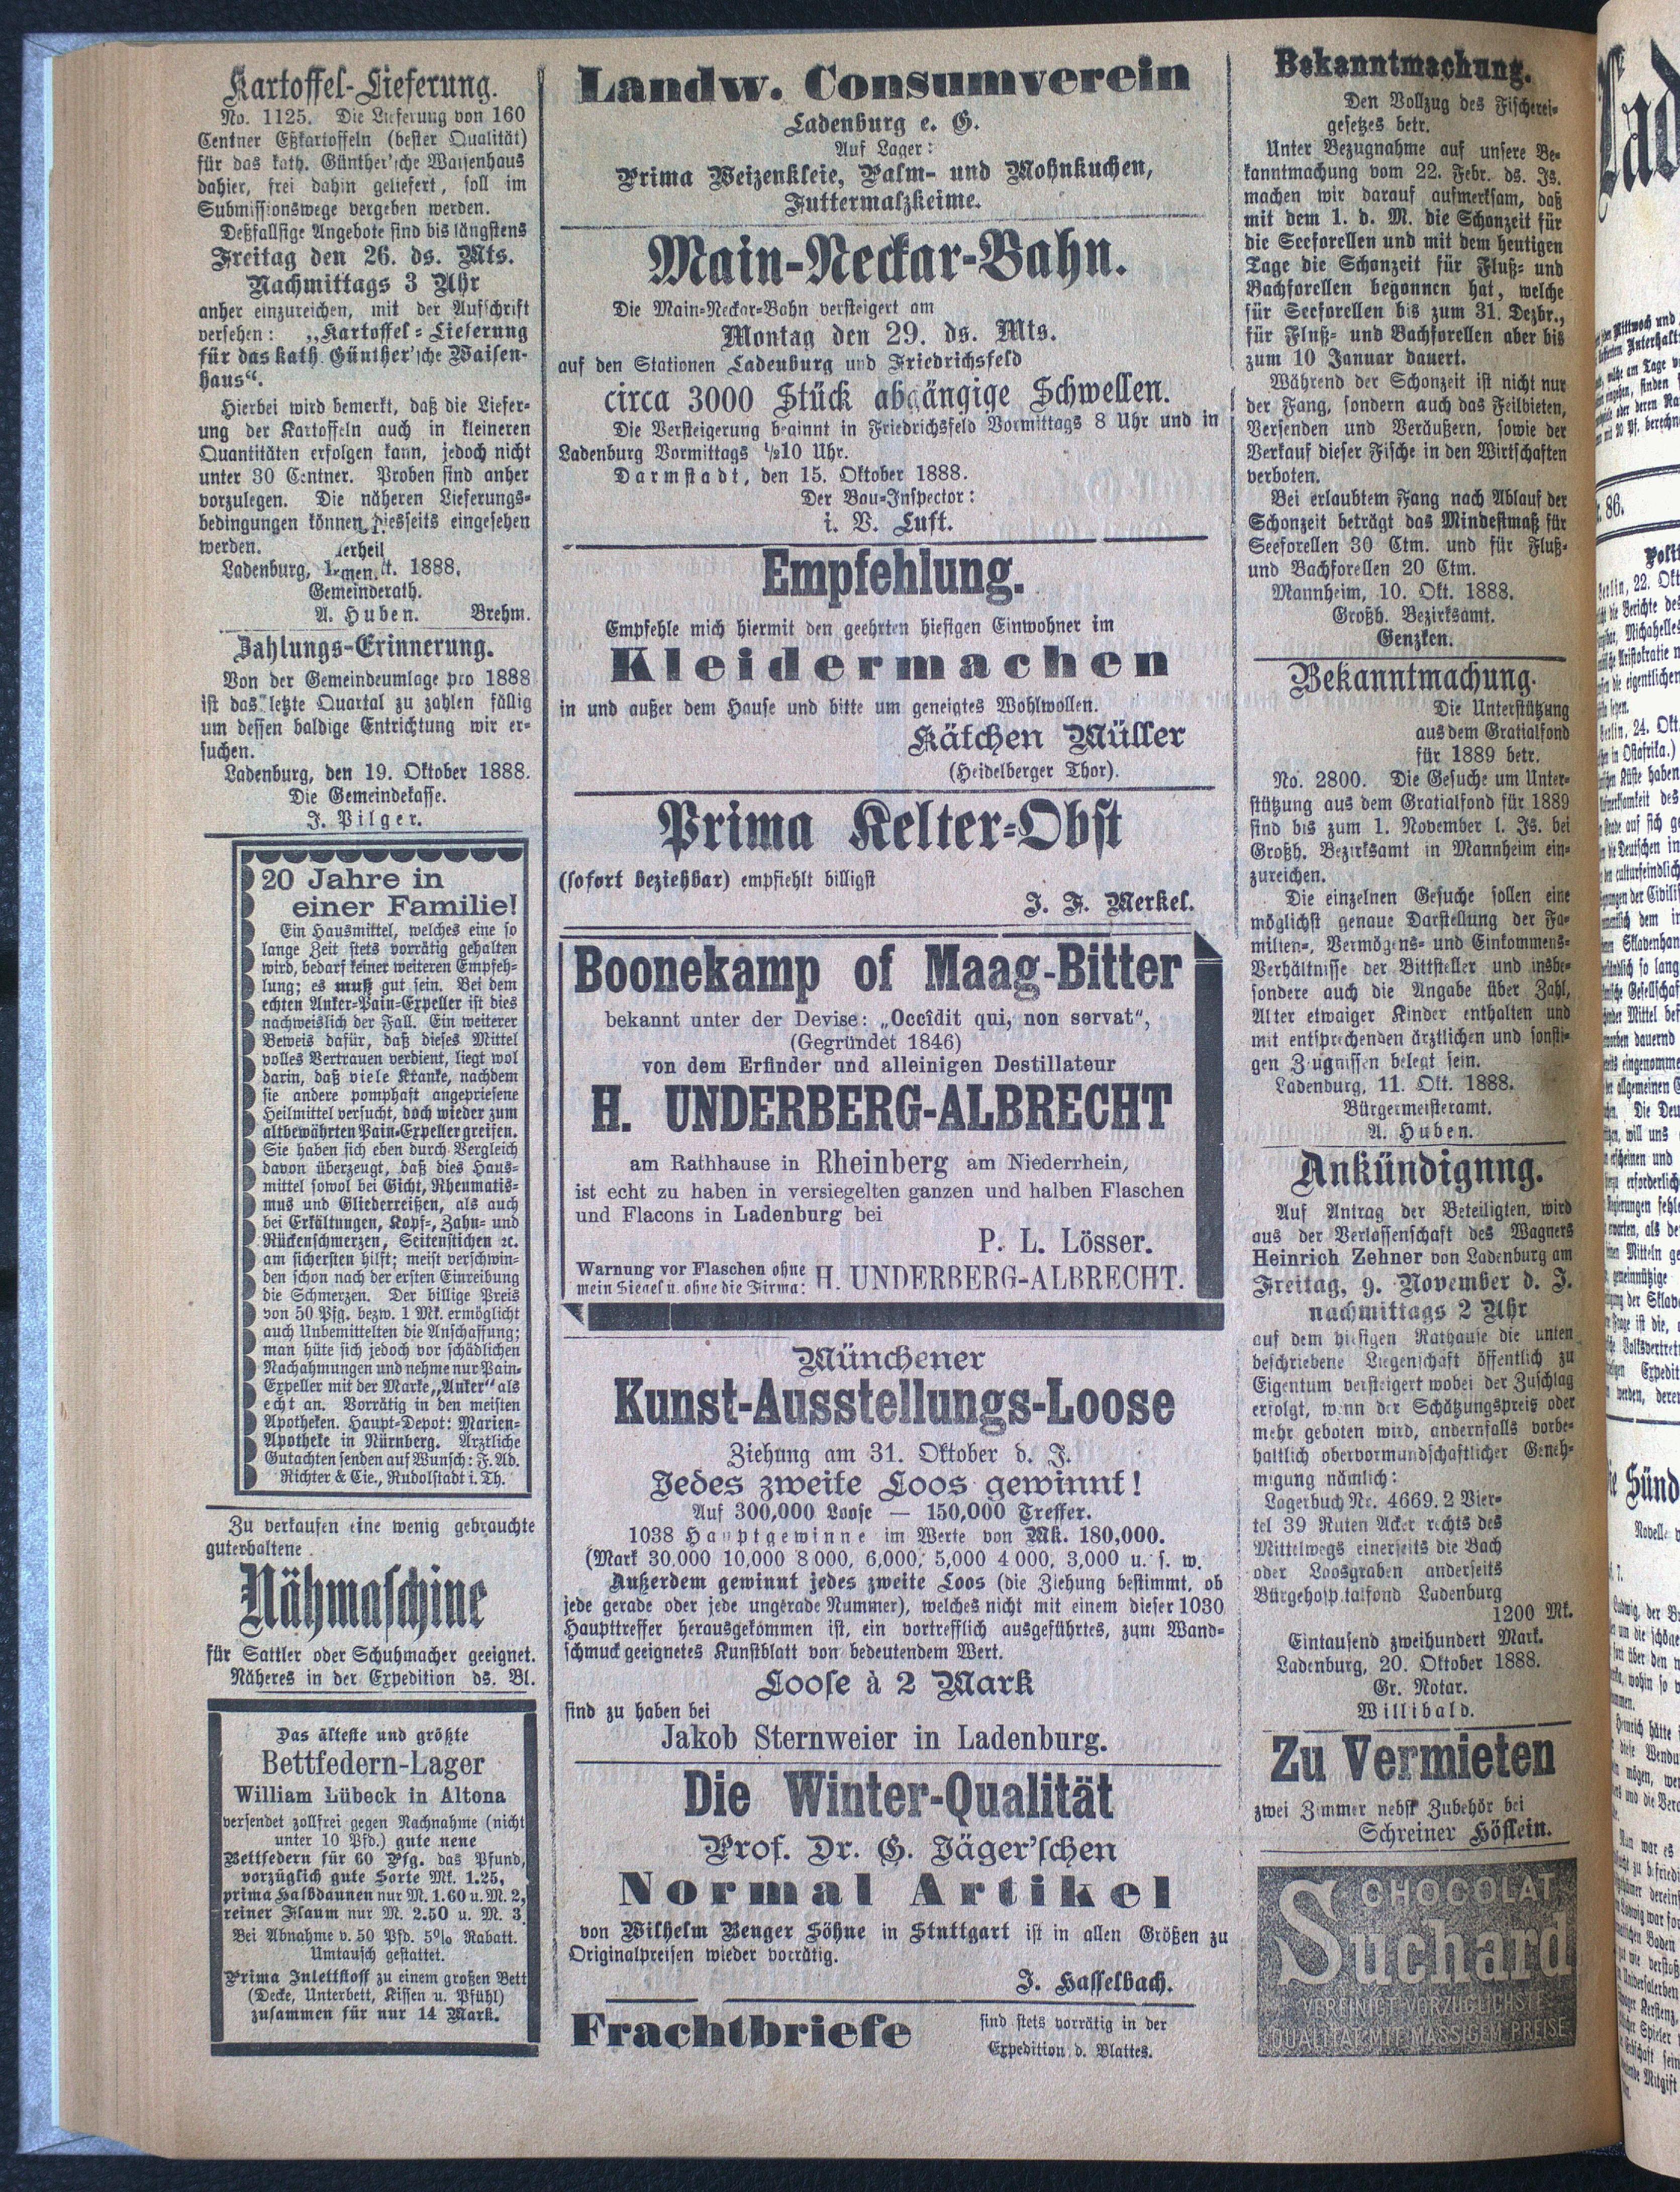 Kartoffel-Lieferung.
No. 1125. Die Lieferung von 160
Centner Eßkartoffeln (bester Qualität)
für das kath. Günther'sche Waisenhaus
dahier, frei dahin geliefert, soll im
Submissionswege vergeben werden.
Deßfallsige Angebote sind bis längstens
Freitag den 26. ds. Mts.
Nachmittags 3 Uhr
anher einzureichen, mit der Aufschrift
versehen: „Kartoffel-Lieferung
für das kath. Günther'sche Waisen-
haus“.
Hierbei wird bemerkt, daß die Liefer-
ung der Kartoffeln auch in kleineren
Quantitäten erfolgen kann, jedoch nicht
unter 30 Centner. Proben sind anher
vorzulegen. Die näheren Lieferungs-
bedingungen können diesseits eingesehen
werden.
Ladenburg, 1888.
Gemeinderath.
A. Huben. Brehm.
Zahlungs-Erinnerung.
Von der Gemeindeumlage pro 1888
ist das letzte Quartal zu zahlen fällig
um dessen baldige Entrichtung wir er-
suchen.
Ladenburg, den 19. Oktober 1888.
Die Gemeindekasse.
J. Pilger.
20 Jahre in
einer Familie!
Ein Hausmittel, welches eine so
lange Zeit stets vorrätig gehalten
wird, bedarf keiner weiteren Empfeh-
lung; es muß gut sein. Bei dem
echten Anker-Pain-Expeller ist dies
nachweislich der Fall. Ein weiterer
Beweis dafür, daß dieses Mittel
volles Vertrauen verdient, liegt wol
darin, daß viele Kranke, nachdem
sie andere pomphaft angepriesene
Heilmittel versucht, doch wieder zum
altbewährten Pain-Expeller greifen.
Sie haben sich eben durch Vergleich
davon überzeugt, daß dies Haus-
mittel sowol bei Gicht, Rheumatis-
mus und Gliederreißen, als auch
bei Erkältungen, Kopf-, Zahn- und
Rückenschmerzen, Seitenstichen ꝛc.
am sichersten hilft; meist verschwin-
den schon nach der ersten Einreibung
die Schmerzen. Der billige Preis
von 50 Pfg. bezw. 1 Mk. ermöglicht
auch Unbemittelten die Anschaffung;
man hüte sich jedoch vor schädlichen
Nachahmungen und nehme nur Pain-
Expeller mit der Marke „Anker“ als
echt an. Vorrätig in den meisten
Apotheken. Haupt-Depot: Marien-
Apotheke in Nürnberg. Ärztliche
Gutachten senden auf Wunsch: F. Ad.
Richter & Cie., Rudolstadt i. Th.
Zu verkaufen eine wenig gebrauchte
guterhaltene
Nähmaschine
für Sattler oder Schuhmacher geeignet.
Näheres in der Expedition ds. Bl.
Das älteste und größte
Bettfedern-Lager
William Lübeck in Altona
versendet zollfrei gegen Nachnahme (nicht
unter 10 Pfd.) gute neue
Bettfedern für 60 Pfg. das Pfund,
vorzüglich gute Sorte Mk. 1.25,
prima Halbdaunen nur M. 1.60 u. M. 2,
reiner Flaum nur M. 2.50 u. M. 3.
Bei Abnahme v. 50 Pfd. 5% Rabatt.
Umtausch gestattet.
Prima Inlettstoff zu einem großen Bett
(Decke, Unterbett, Kissen u. Pfühl)
zusammen für nur 14 Mark.
Landw. Consumverein
Ladenburg e. G.
Auf Lager:
Prima Weizenkleie, Palm- und Mohnkuchen,
Futtermalzkeime.
Main-Neckar-Bahn.
Die Main-Neckar-Bahn versteigert am
Montag den 29. ds. Mts.
auf den Stationen Ladenburg und Friedrichsfeld
circa 3000 Stück abgängige Schwellen.
Die Versteigerung beginnt in Friedrichsfeld Vormittags 8 Uhr und in
Ladenburg Vormittags ½10 Uhr.
Darmstadt, den 15. Oktober 1888.
Der Bau-Inspector:
i. V. Luft.
Empfehlung.
Empfehle mich hiermit den geehrten hiesigen Einwohner im
Kleidermachen
in und außer dem Hause und bitte um geneigtes Wohlwollen.
Kätchen Müller
(Heidelberger Thor).
Prima Kelter-Obst
(sofort beziehbar) empfiehlt billigst
J. F. Merkel.
Boonekamp of Maag-Bitter
bekannt unter der Devise: „Occîdit qui, non servat“,
(Gegründet 1846)
von dem Erfinder und alleinigen Destillateur
H. UNDERBERG-ALBRECHT
am Rathhause in Rheinberg am Niederrhein,
ist echt zu haben in versiegelten ganzen und halben Flaschen
und Flacons in Ladenburg bei
P. L. Lösser.
Warnung vor Flaschen ohne
mein Siegel u. ohne die Firma: H. UNDERBERG-ALBRECHT.
Münchener
Kunst-Ausstellungs-Loose
Ziehung am 31. Oktober d. J.
Jedes zweite Loos gewinnt!
Auf 300,000 Loose — 150,000 Treffer.
1038 Hauptgewinne im Werte von Mk. 180,000.
(Mark 30,000 10,000 8,000, 6,000, 5,000 4,000, 3,000 u. s. w.
Außerdem gewinnt jedes zweite Loos (die Ziehung bestimmt, ob
jede gerade oder jede ungerade Nummer), welches nicht mit einem dieser 1030
Haupttreffer herausgekommen ist, ein vortrefflich ausgeführtes, zum Wand-
schmuck geeignetes Kunstblatt von bedeutendem Wert.
Loose à 2 Mark
sind zu haben bei
Jakob Sternweier in Ladenburg.
Die Winter-Qualität
Prof. Dr. G. Jäger'schen
Normal Artikel
von Wilhelm Benger Söhne in Stuttgart ist in allen Größen zu
Originalpreisen wieder vorrätig.
J. Hasselbach.
Frachtbriefe sind stets vorrätig in der
Expedition d. Blattes.
Bekanntmachung.
Den Vollzug des Fischerei-
gesetzes betr.
Unter Bezugnahme auf unsere Be-
kanntmachung vom 22. Febr. ds. Js.
machen wir darauf aufmerksam, daß
mit dem 1. d. M. die Schonzeit für
die Seeforellen und mit dem heutigen
Tage die Schonzeit für Fluß- und
Bachforellen begonnen hat, welche
für Seeforellen bis zum 31. Dezbr.,
für Fluß- und Bachforellen aber bis
zum 10 Januar dauert.
Während der Schonzeit ist nicht nur
der Fang, sondern auch das Feilbieten,
Versenden und Veräußern, sowie der
Verkauf dieser Fische in den Wirtschaften
verboten.
Bei erlaubtem Fang nach Ablauf der
Schonzeit beträgt das Mindestmaß für
Seeforellen 30 Ctm. und für Fluß-
und Bachforellen 20 Ctm.
Mannheim, 10. Okt. 1888.
Großh. Bezirksamt.
Genzken.
Bekanntmachung.
Die Unterstützung
aus dem Gratialfond
für 1889 betr.
No. 2800. Die Gesuche um Unter-
stützung aus dem Gratialfond für 1889
sind bis zum 1. November l. Js. bei
Großh. Bezirksamt in Mannheim ein-
zureichen.
Die einzelnen Gesuche sollen eine
möglichst genaue Darstellung der Fa-
milien-, Vermögens- und Einkommens-
Verhältnisse der Bittsteller und insbe-
sondere auch die Angabe über Zahl,
Alter etwaiger Kinder enthalten und
mit entsprechenden ärztlichen und sonsti-
gen Zeugnissen belegt sein.
Ladenburg, 11. Okt. 1888.
Bürgermeisteramt.
A. Huben.
Ankündigung.
Auf Antrag der Beteiligten, wird
aus der Verlassenschaft des Wagners
Heinrich Zehner von Ladenburg am
Freitag, 9. November d. J.
nachmittags 2 Uhr
auf dem hiesigen Rathause die unten
beschriebene Liegenschaft öffentlich zu
Eigentum versteigert wobei der Zuschlag
erfolgt, wenn der Schätzungspreis oder
mehr geboten wird, andernfalls vorbe-
haltlich obervormundschaftlicher Geneh-
migung nämlich:
Lagerbuch No. 4669. 2 Vier-
tel 39 Ruten Acker rechts des
Mittelwegs einerseits die Bach
oder Loosgraben anderseits
Bürgehospitalfond Ladenburg
1200 Mk.
Eintausend zweihundert Mark.
Ladenburg, 20. Oktober 1888.
Gr. Notar.
Willibald.
Zu Vermieten
zwei Zimmer nebst Zubehör bei
Schreiner Höflein.
CHOCOLAT
Suchard
VEREINIGT VORZÜGLICHSTE
QUALITÄT MIT MÄSSIGEM PREISE